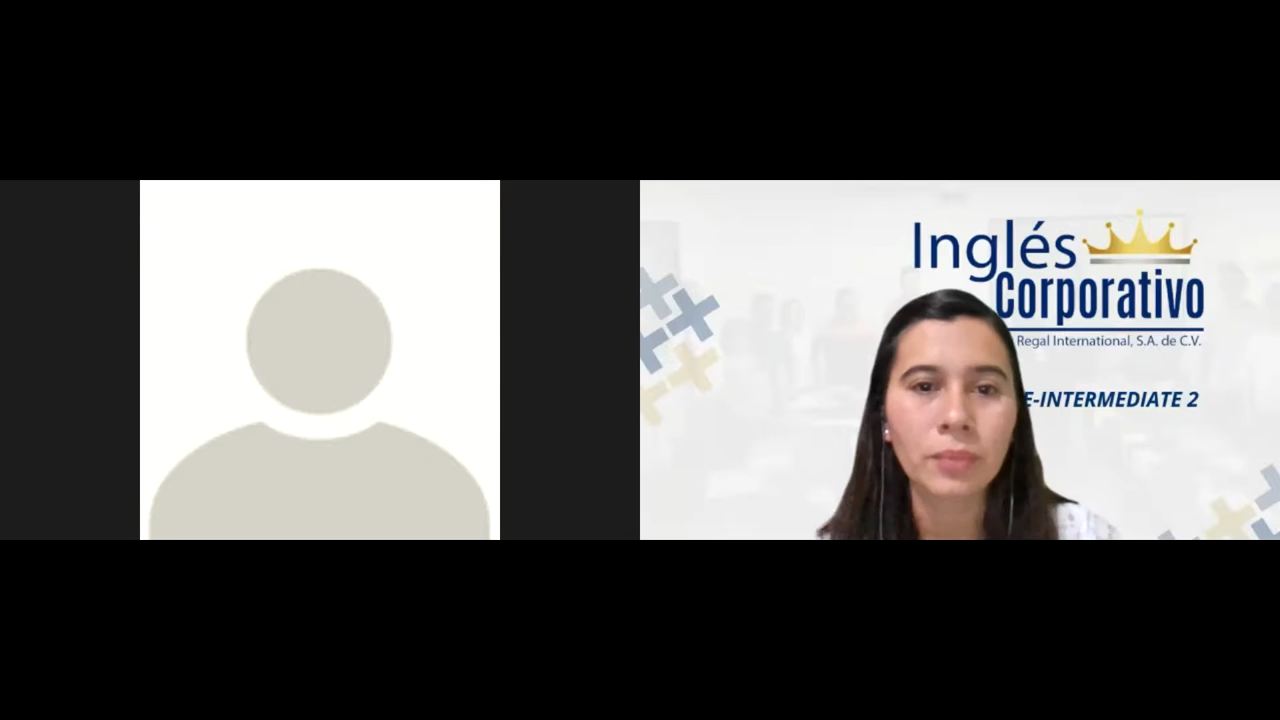 Inglés
Corporativo
Regal International, S.A. de C.V.
E-INTERMEDIATE 2